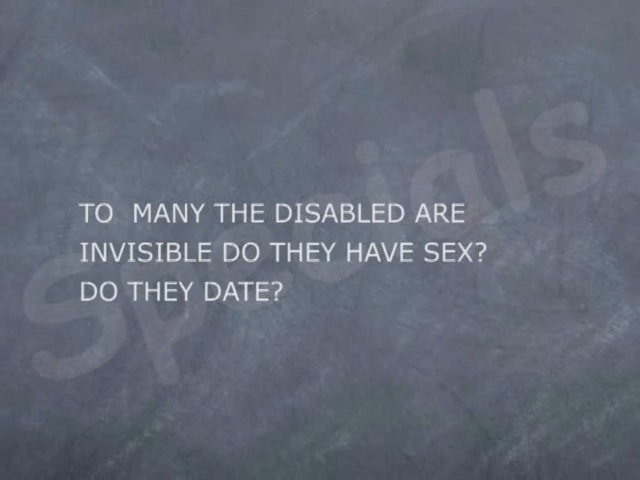 Specials
TO MANY THE DISABLED ARE
INVISIBLE DO THEY HAVE SEX?
DO THEY DATE?